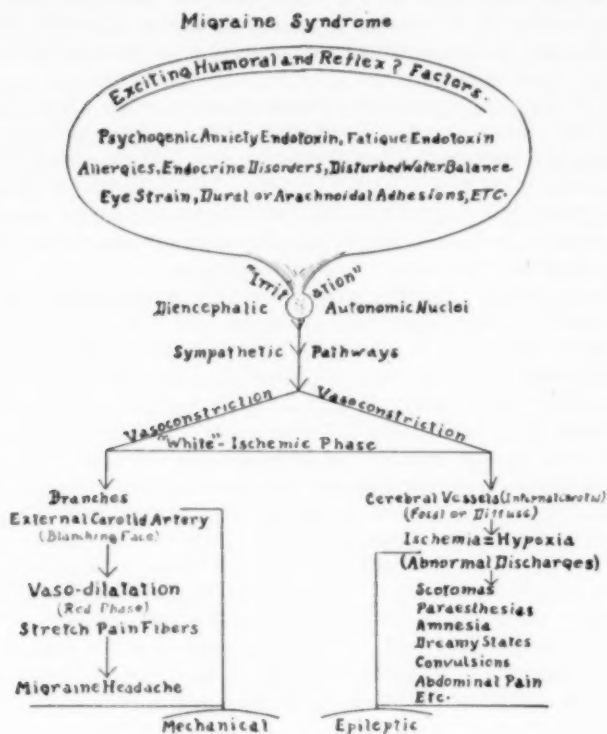 Migraine Syndrome
Exciting Humoral and Reflex? Factors.
Psychogenic Anxiety Endotoxin, Fatique Endotoxin
Allergies, Endocrine Disorders, Disturbed Water Balance
Eye Strain, Dural or Arachnoidal Adhesions, ETC.
"Irritation"
Diencephalic Autonomic Nuclei
Sympathetic Pathways
Vasoconstriction Vasoconstriction
"White"-Ischemic Phase
Branches
External Carotid Artery
(Blanching Face)
Vaso-dilatation
(Red Phase)
Stretch Pain Fibers
Migraine Headache
Mechanical
Cerebral Vessels (Internal Carotid)
(Focal or Diffuse)
Ischemia=Hypoxia
(Abnormal Discharges)
Scotomas
Paraesthesias
Amnesia
Dreamy States
Convulsions
Abdominal Pain
Etc.
Epileptic